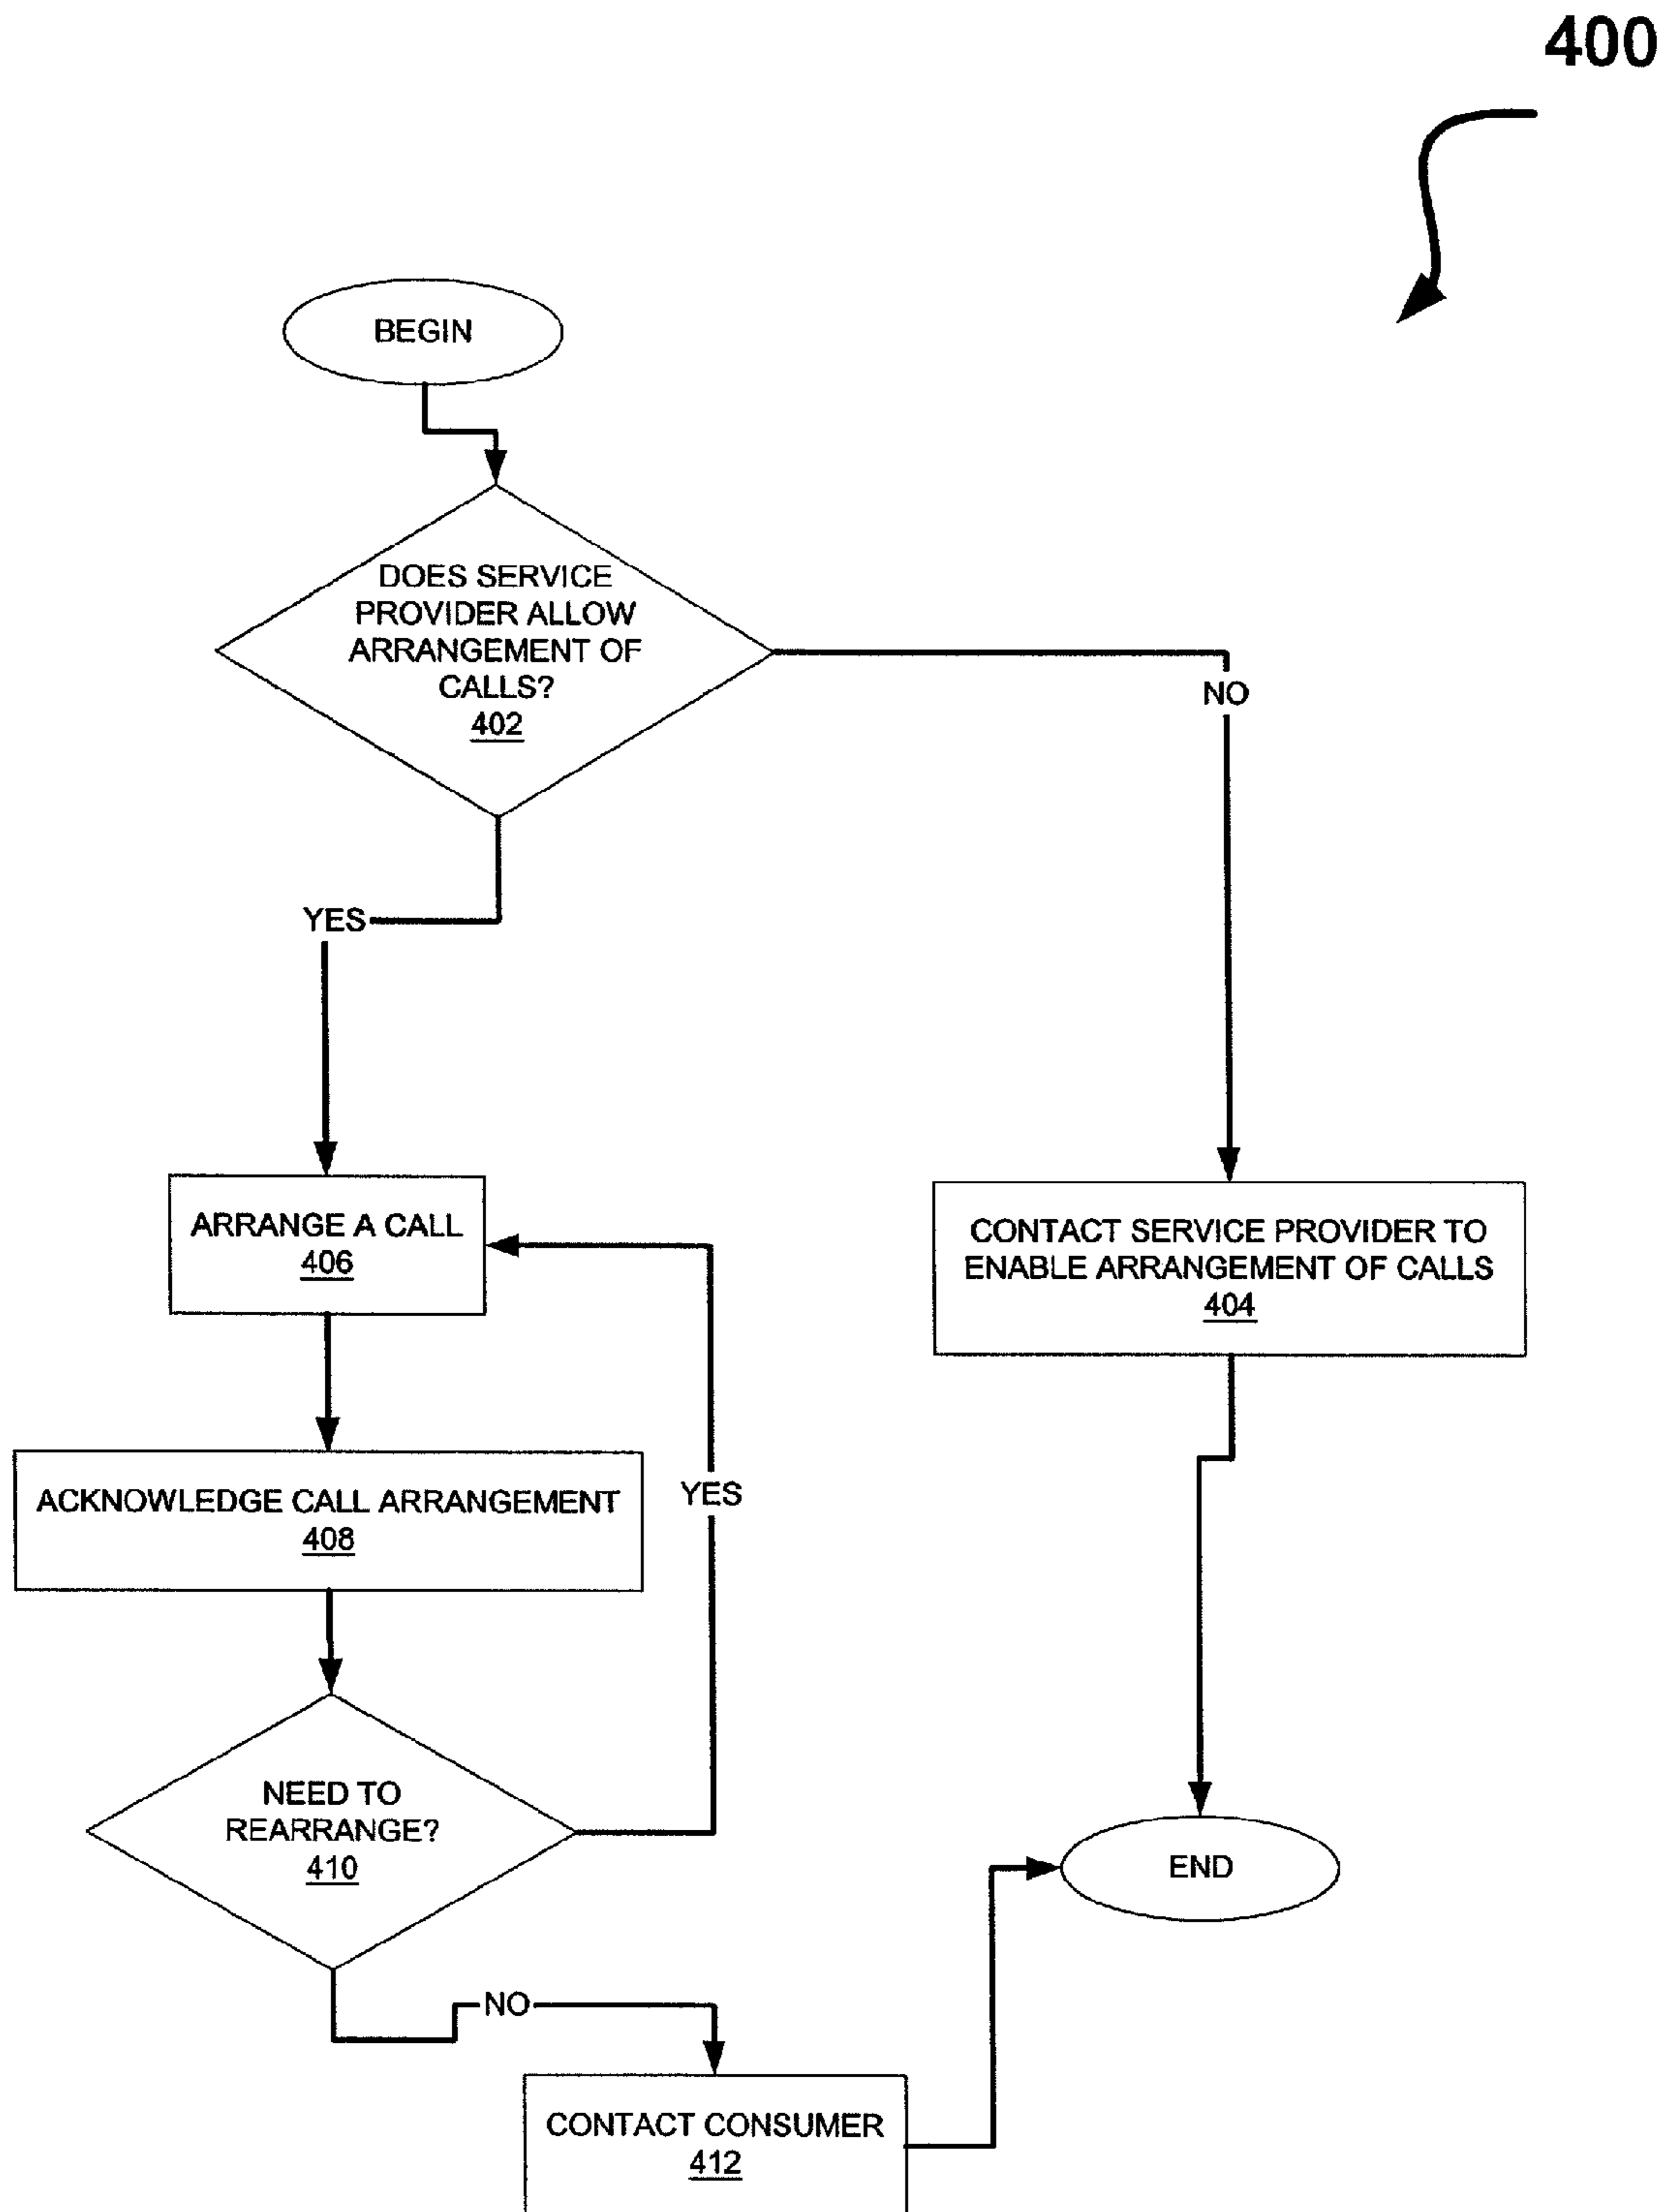 400
BEGIN
DOES SERVICE
PROVIDER ALLOW
ARRANGEMENT OF
CALLS?
402
NO
YES
ARRANGE A CALL
406
CONTACT SERVICE PROVIDER TO
ENABLE ARRANGEMENT OF CALLS
404
ACKNOWLEDGE CALL ARRANGEMENT
408
YES
NEED TO
REARRANGE?
410
END
NO
CONTACT CONSUMER
412